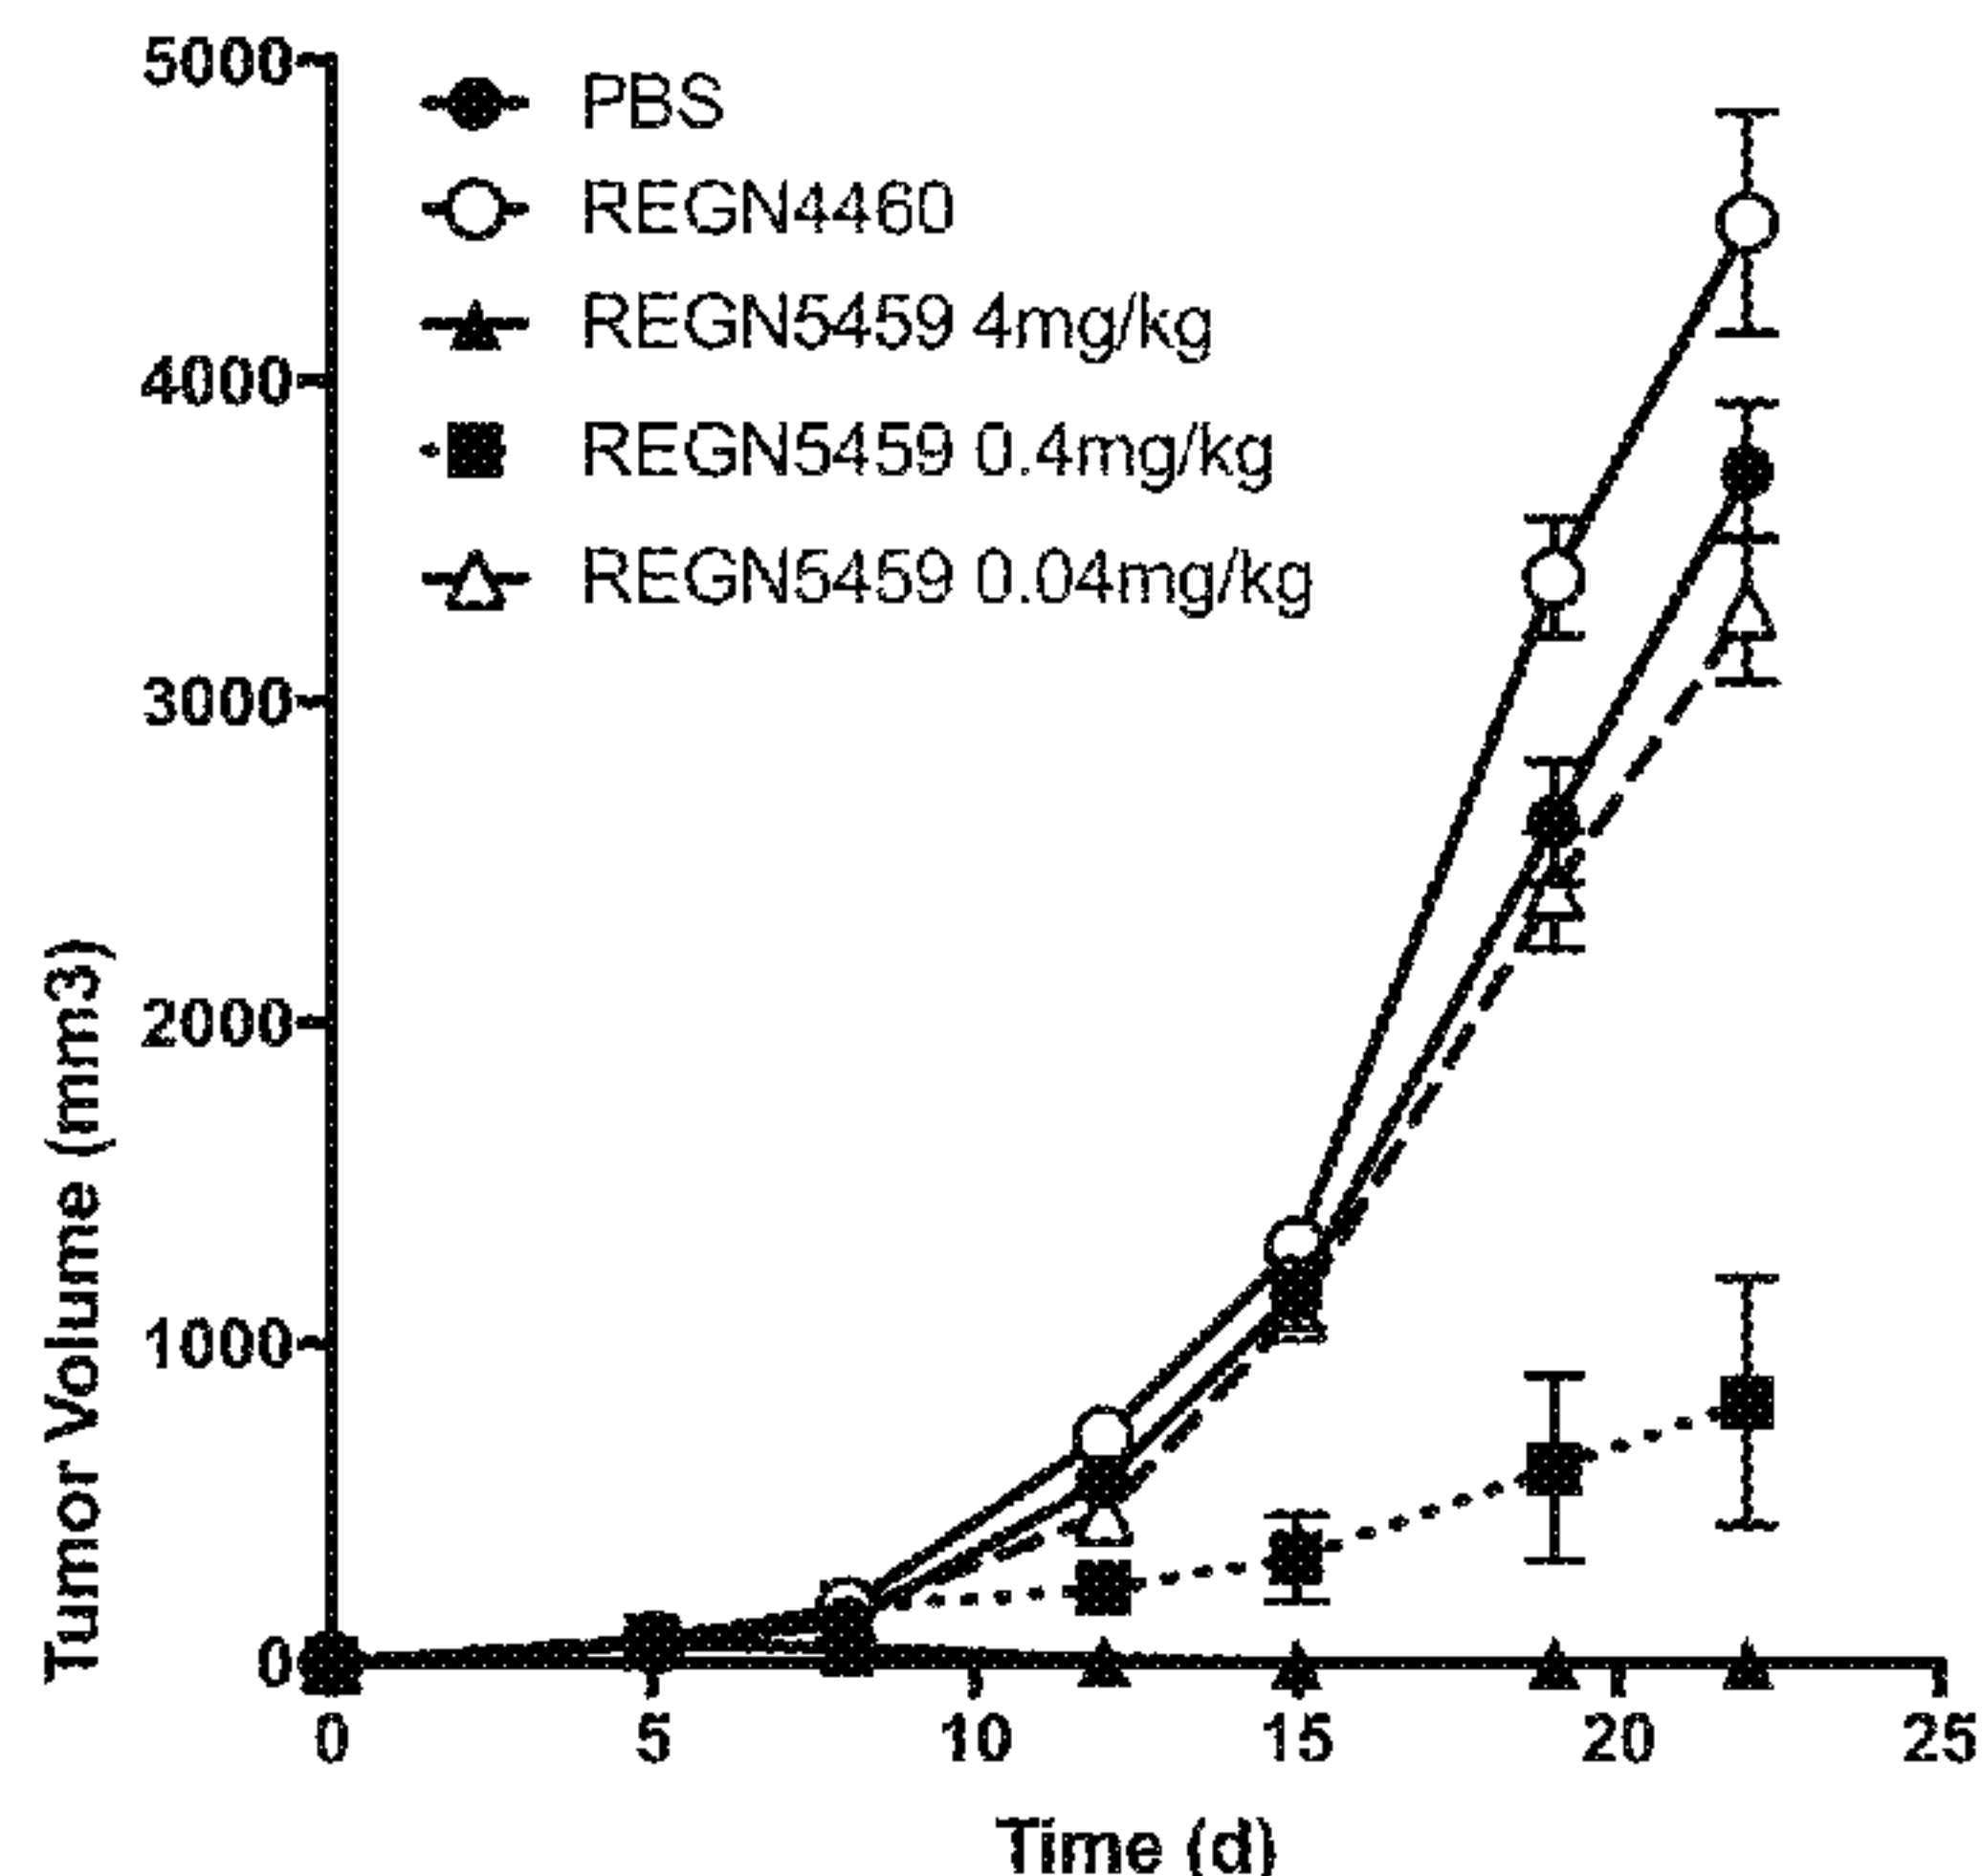 5000
4000
3000
2000
1000
0
Tumor Volume (mm3)
PBS
REGN4460
REGN5459 4mg/kg
REGN5459 0.4mg/kg
REGN5459 0.04mg/kg
0 5 10 15 20 25
Time (d)